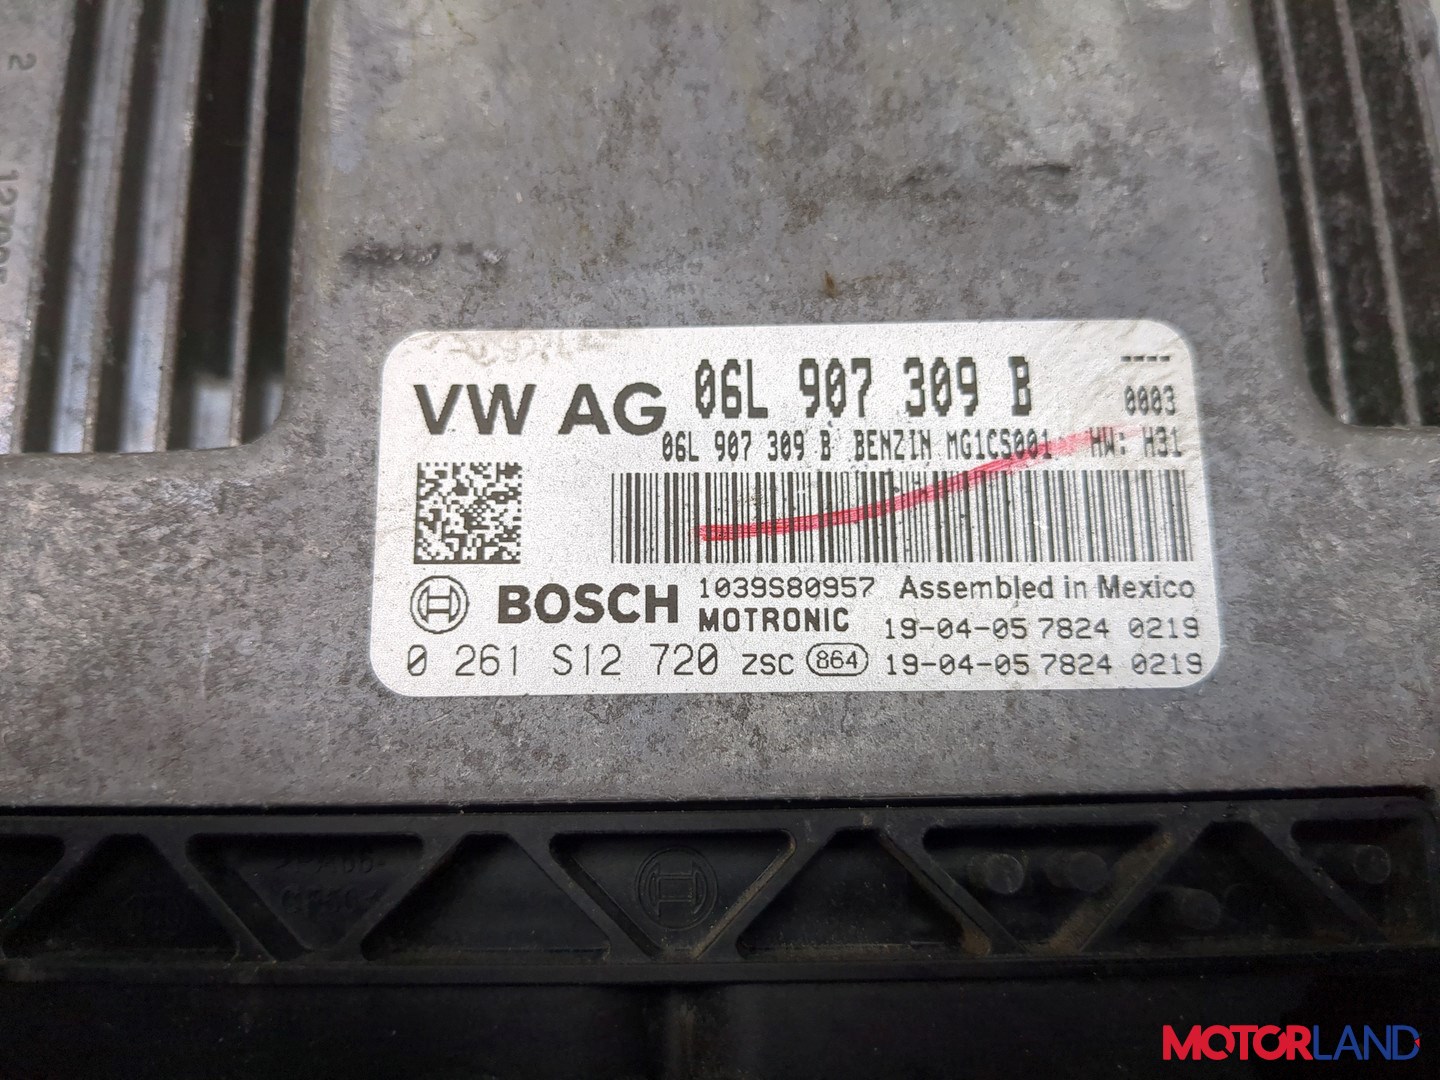 VW AG 06L 907 309 B ----
0003
06L 907 309 B BENZIN MG1CS001 HW: H31
BOSCH 1039S80957 Assembled in Mexico
MOTRONIC 19-04-05 7824 0219
0 261 S12 720 ZSC 864 19-04-05 7824 0219
MOTORLAND